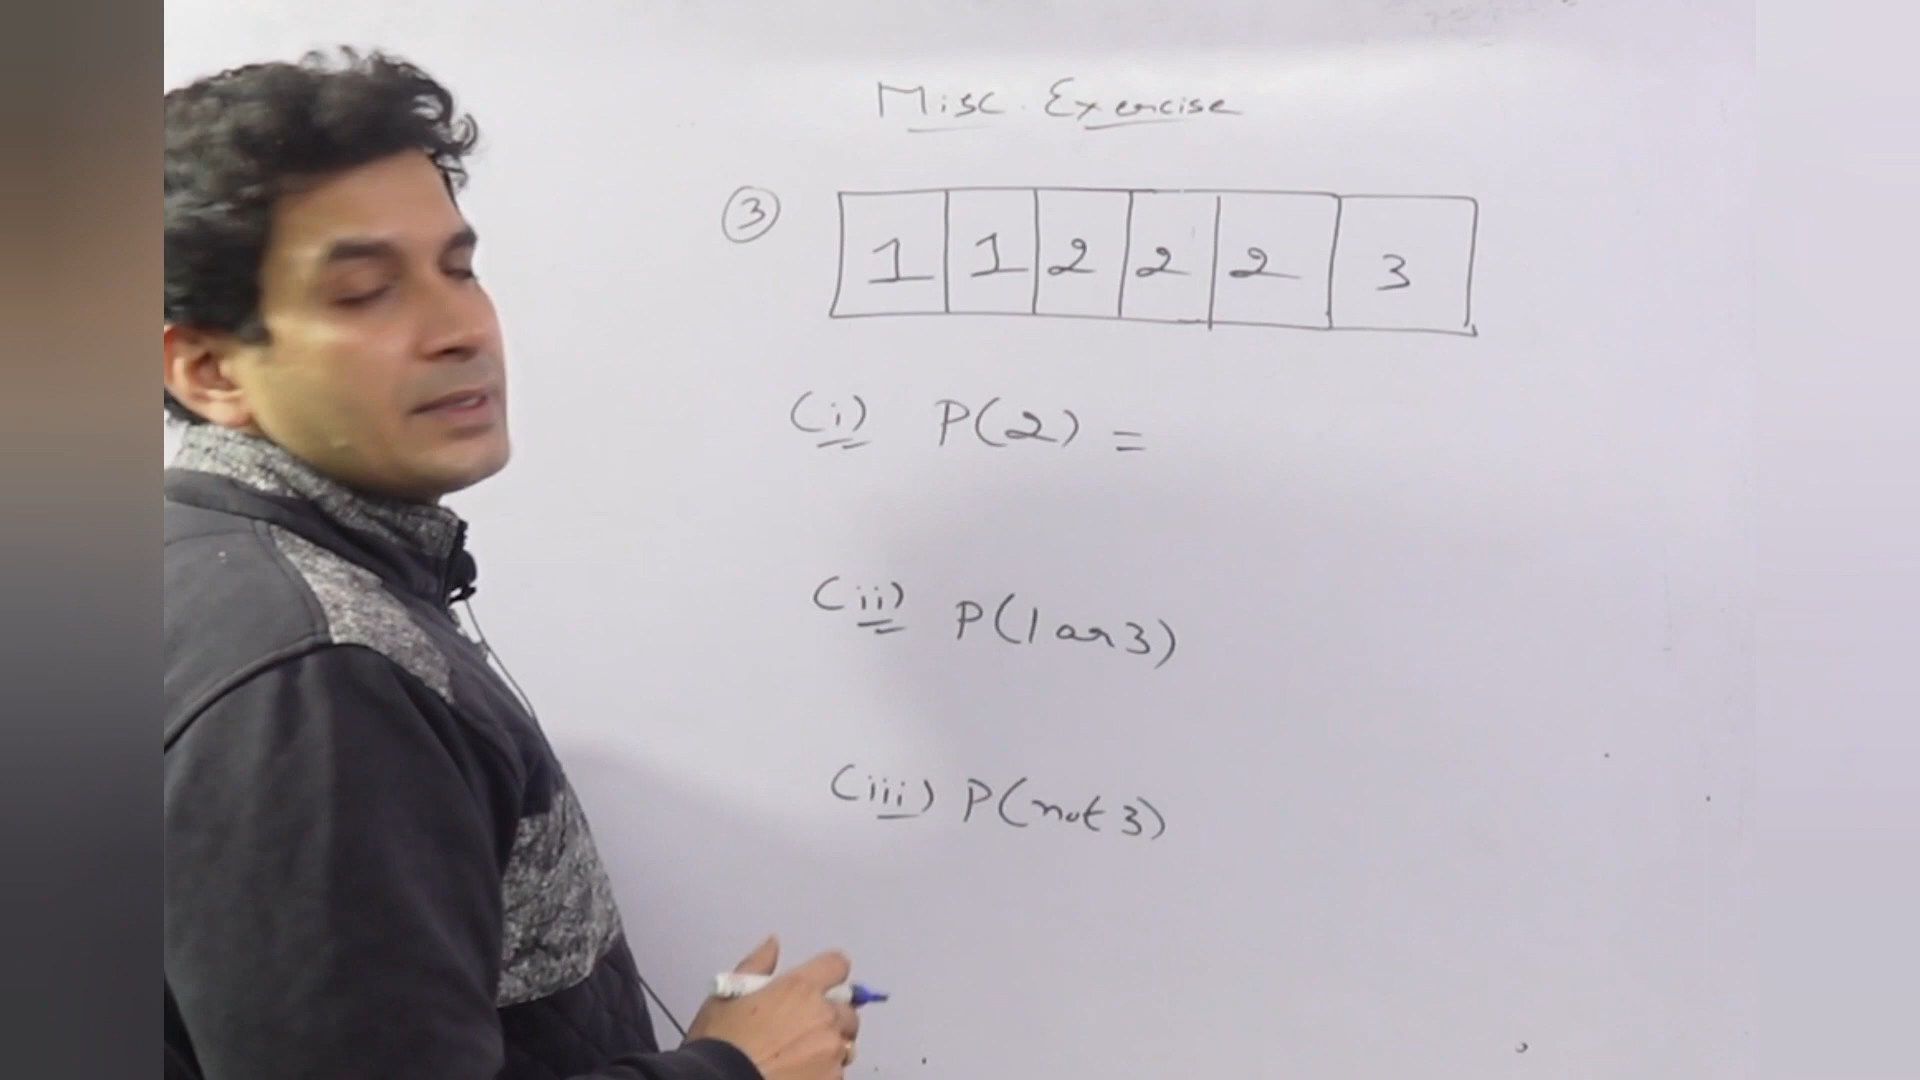 Misc. Exercise
3
1 1 2 2 2 3
(i) P(2) =
(ii) P(1 or 3)
(iii) P(not 3)